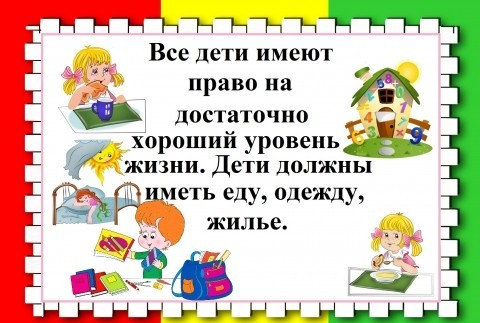 Все дети имеют
право на
достаточно
хороший уровень
жизни. Дети должны
иметь еду, одежду,
жилье.